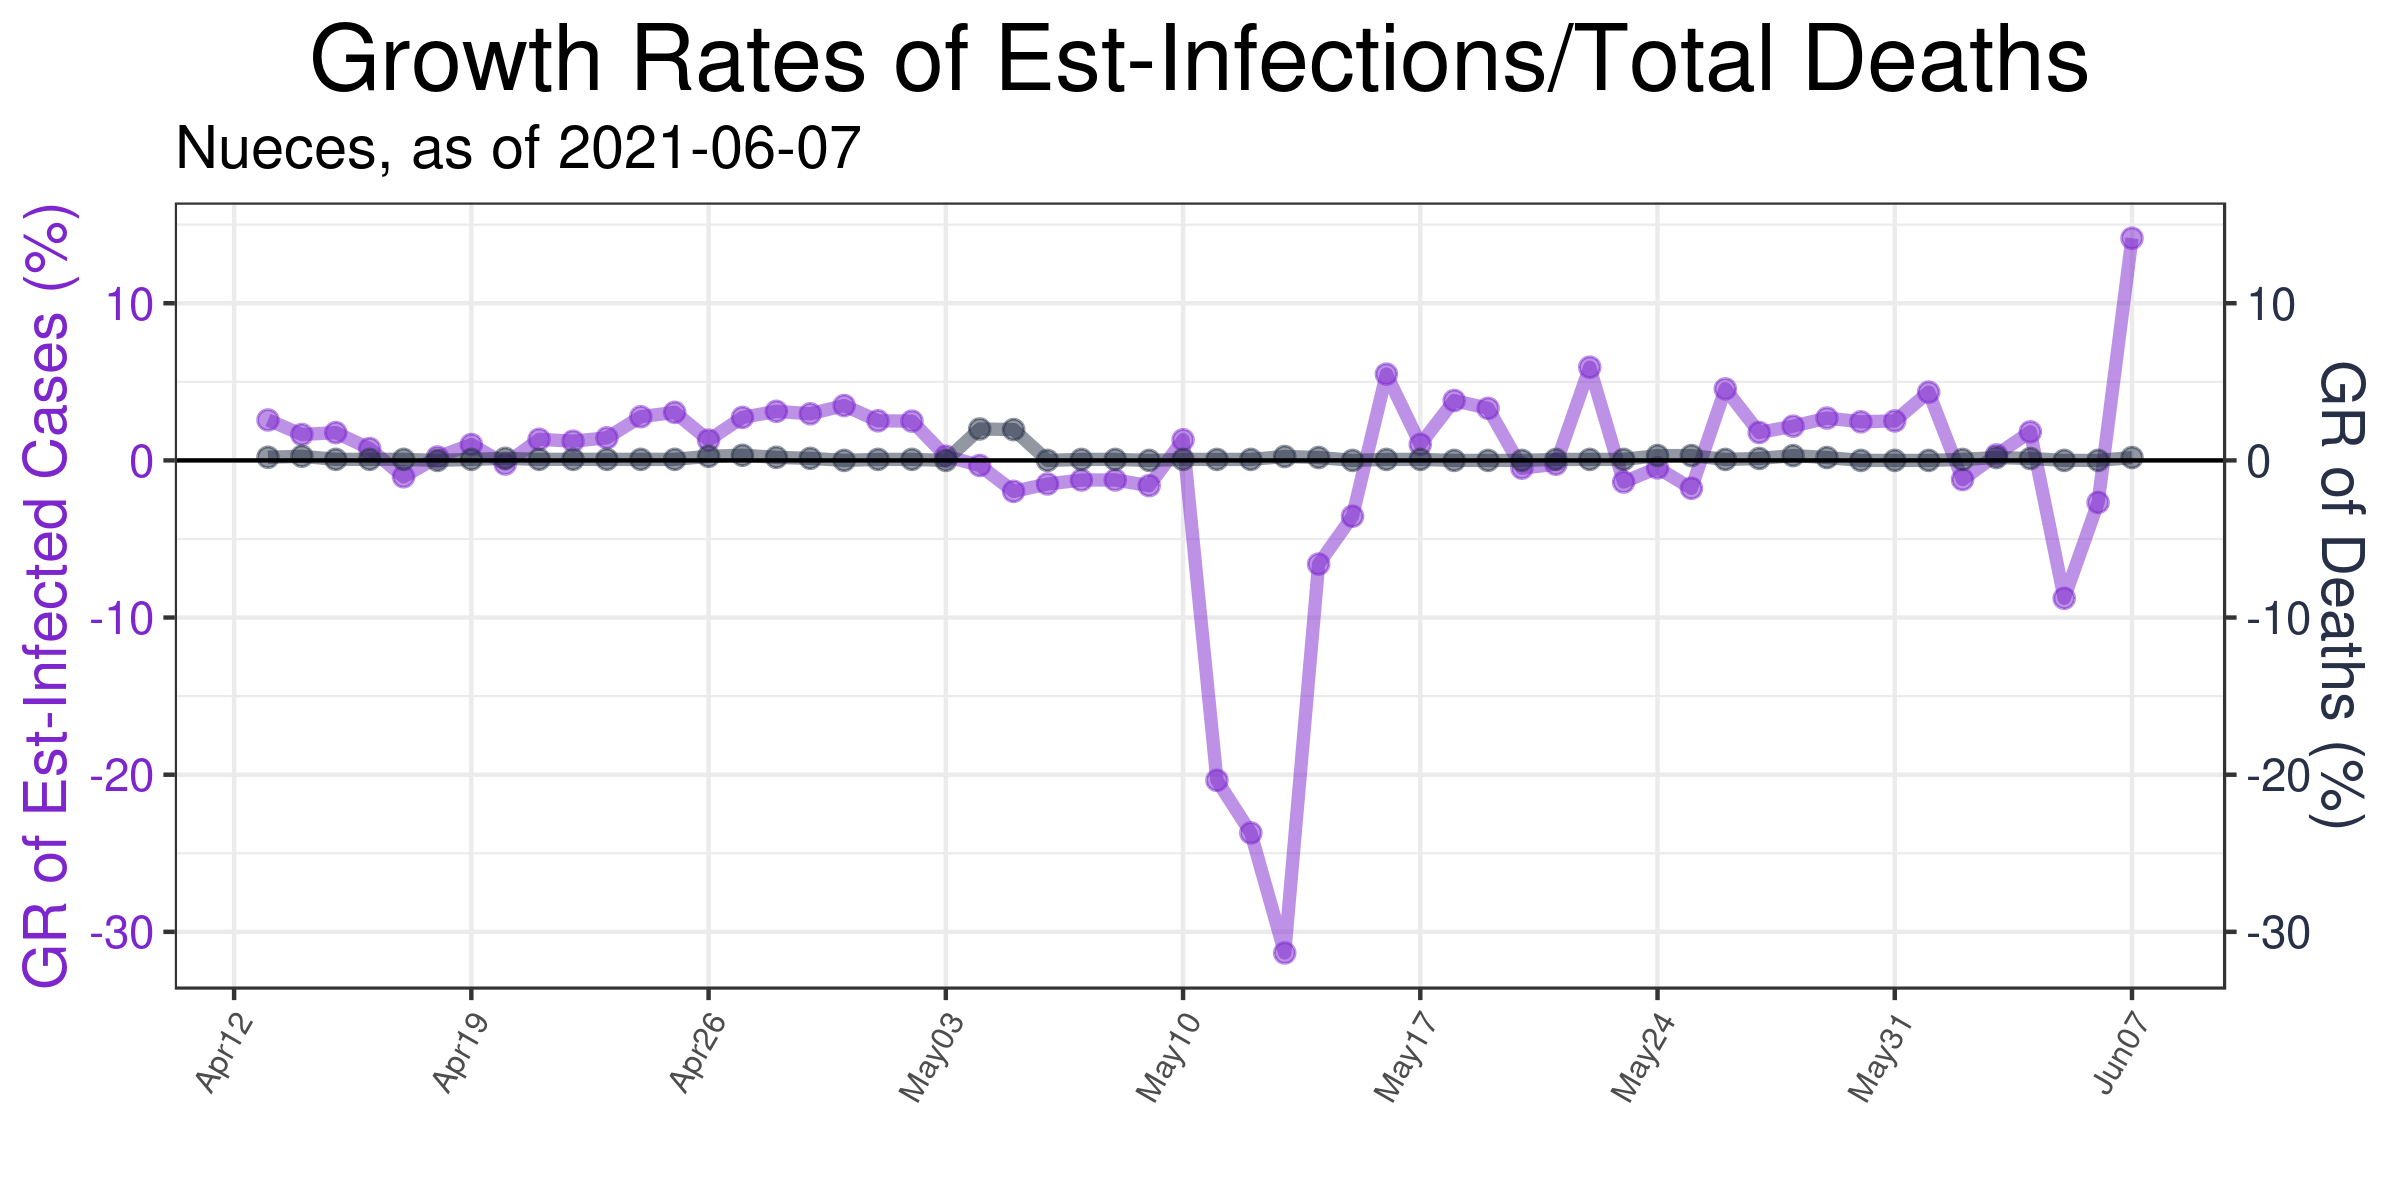 Growth Rates of Est-Infections/Total Deaths
Nueces, as of 2021-06-07
GR of Est-Infected Cases (%)
10
0
-10
-20
-30
10
0
-10
-20
-30
GR of Deaths (%)
Apr12
Apr19
Apr26
May03
May10
May17
May24
May31
Jun07